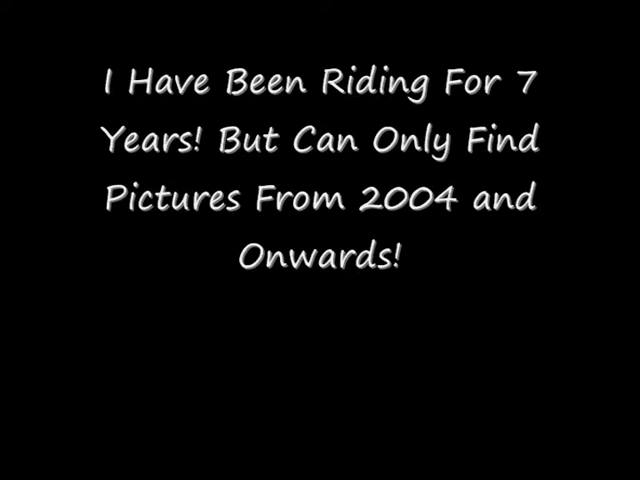 I Have Been Riding For 7
Years! But Can Only Find
Pictures From 2004 and
Onwards!